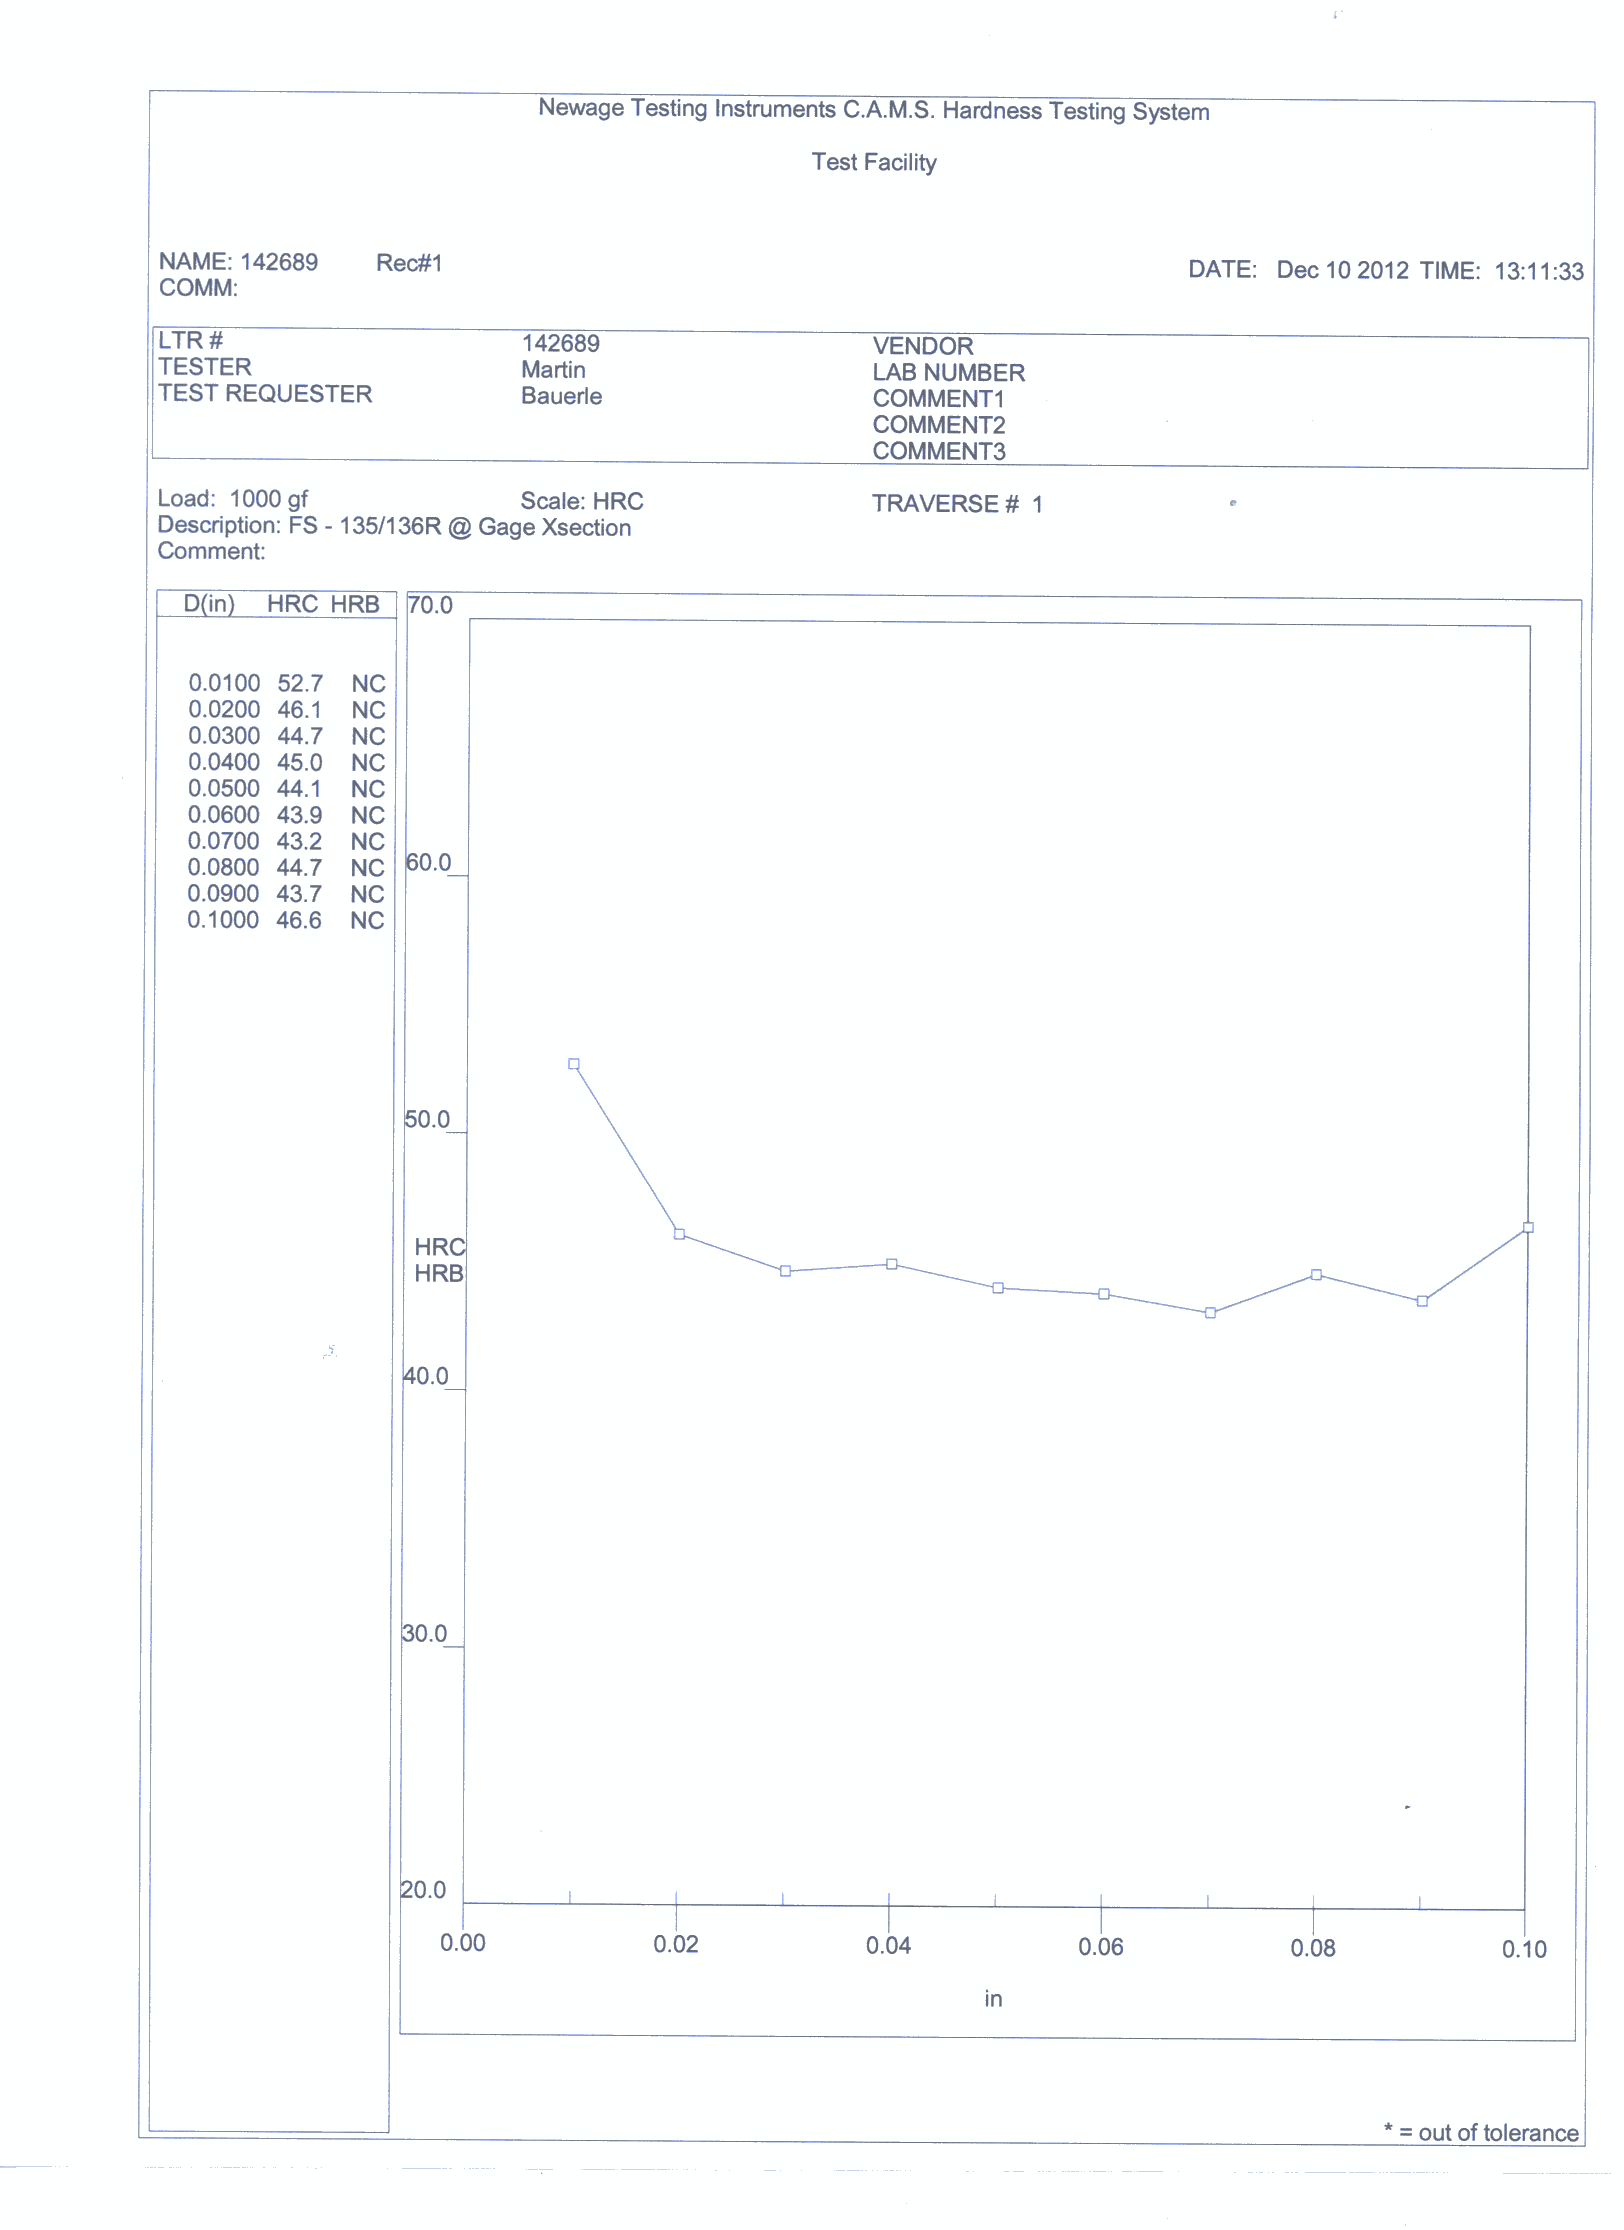 Newage Testing Instruments C.A.M.S. Hardness Testing System
Test Facility
NAME: 142689 Rec#1 DATE: Dec 10 2012 TIME: 13:11:33
COMM:
LTR # 142689 VENDOR
TESTER Martin LAB NUMBER
TEST REQUESTER Bauerle COMMENT1
COMMENT2
COMMENT3
Load: 1000 gf Scale: HRC TRAVERSE # 1
Description: FS - 135/136R @ Gage Xsection
Comment:
D(in) HRC HRB
0.0100 52.7 NC
0.0200 46.1 NC
0.0300 44.7 NC
0.0400 45.0 NC
0.0500 44.1 NC
0.0600 43.9 NC
0.0700 43.2 NC
0.0800 44.7 NC
0.0900 43.7 NC
0.1000 46.6 NC
70.0
60.0
50.0
HRC
HRB
40.0
30.0
20.0
0.00 0.02 0.04 0.06 0.08 0.10
in
* = out of tolerance